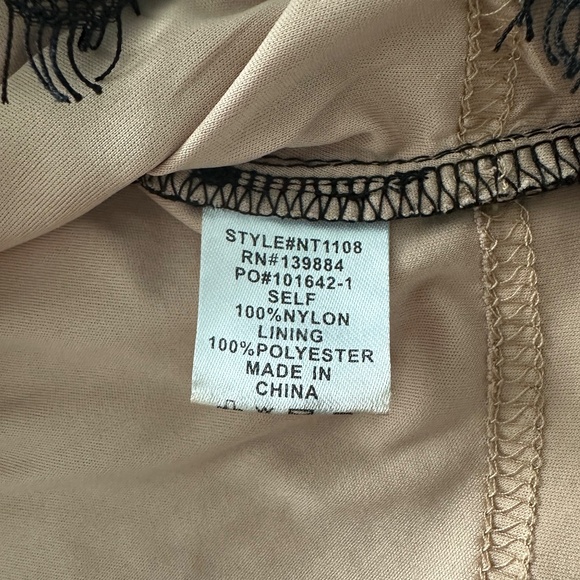 STYLE#NT1108
RN#139884
PO#101642-1
SELF
100%NYLON
LINING
100%POLYESTER
MADE IN
CHINA